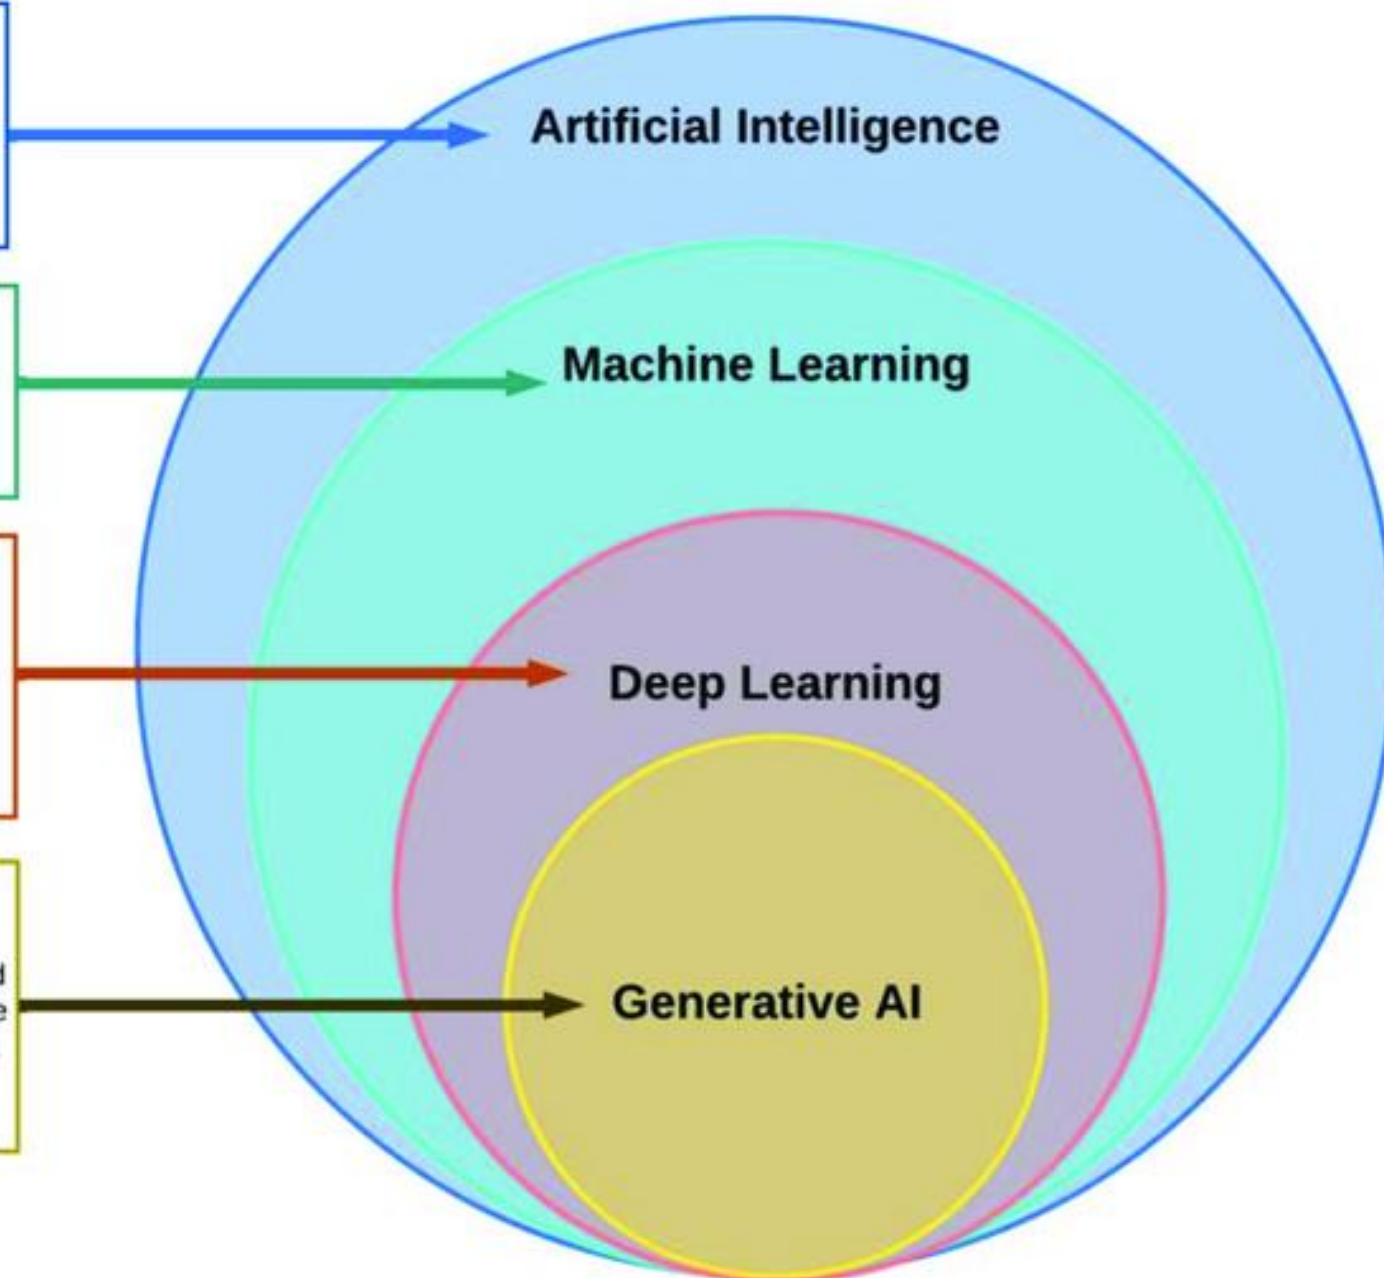 Artificial Intelligence
Machine Learning
Deep Learning
d
e
Generative AI